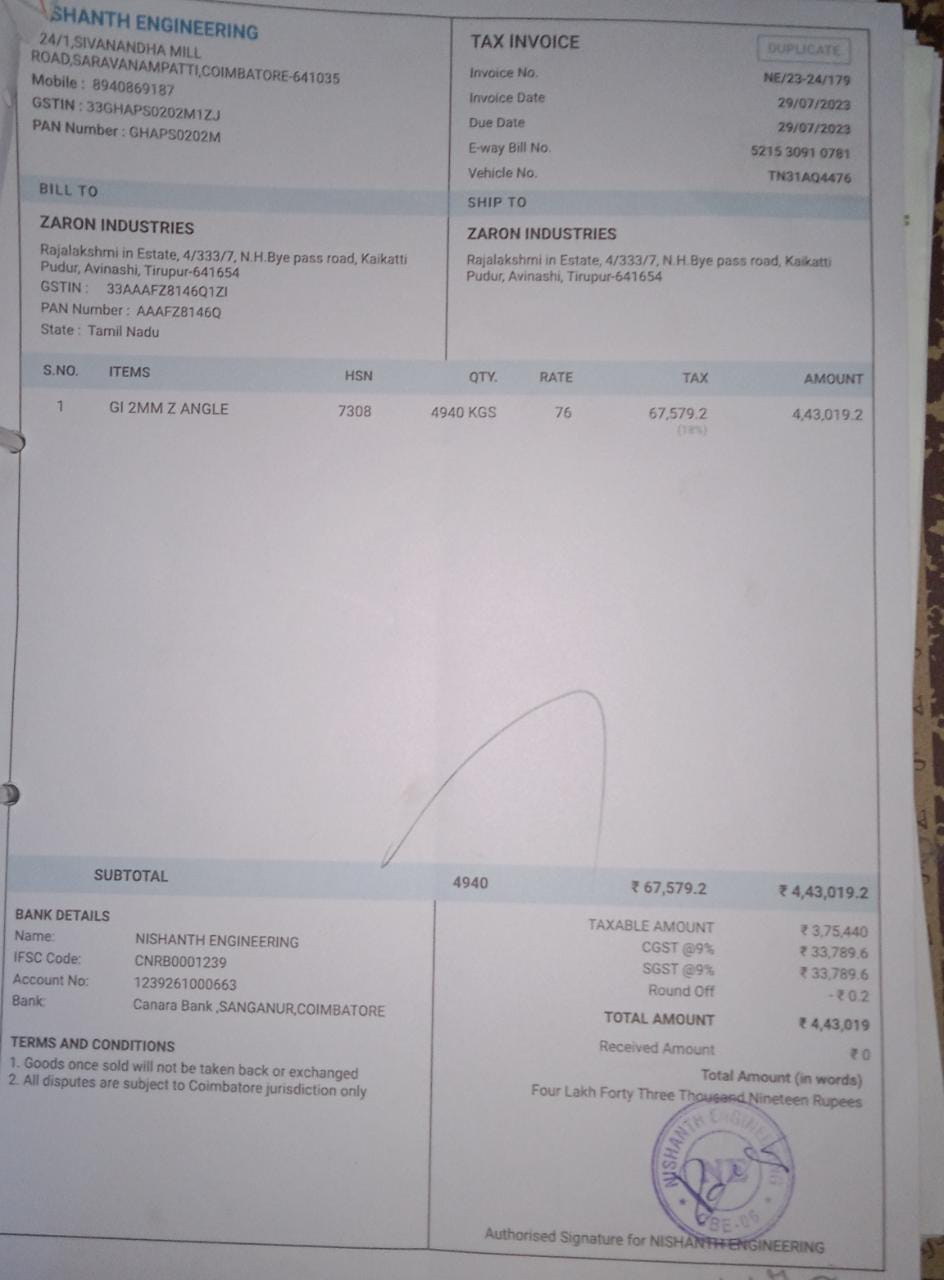 SHANTH ENGINEERING
24/1,SIVANANDHA MILL
ROAD,SARAVANAMPATTI,COIMBATORE-641035
Mobile : 8940869187
GSTIN : 33GHAPS0202M1ZJ
PAN Number : GHAPS0202M
TAX INVOICE
DUPLICATE
Invoice No. NE/23-24/179
Invoice Date 29/07/2023
Due Date 29/07/2023
E-way Bill No. 5215 3091 0781
Vehicle No. TN31AQ4476
BILL TO
ZARON INDUSTRIES
Rajalakshmi in Estate, 4/333/7, N.H.Bye pass road, Kaikatti
Pudur, Avinashi, Tirupur-641654
GSTIN : 33AAAFZ8146Q1ZI
PAN Number : AAAFZ8146Q
State : Tamil Nadu
SHIP TO
ZARON INDUSTRIES
Rajalakshmi in Estate, 4/333/7, N.H.Bye pass road, Kaikatti
Pudur, Avinashi, Tirupur-641654
S.NO. ITEMS HSN QTY. RATE TAX AMOUNT
1 GI 2MM Z ANGLE 7308 4940 KGS 76 67,579.2 4,43,019.2
(18%)
SUBTOTAL 4940 ₹ 67,579.2 ₹ 4,43,019.2
BANK DETAILS
Name: NISHANTH ENGINEERING
IFSC Code: CNRB0001239
Account No: 1239261000663
Bank: Canara Bank ,SANGANUR,COIMBATORE
TERMS AND CONDITIONS
1. Goods once sold will not be taken back or exchanged
2. All disputes are subject to Coimbatore jurisdiction only
TAXABLE AMOUNT ₹ 3,75,440
CGST @9% ₹ 33,789.6
SGST @9% ₹ 33,789.6
Round Off -₹ 0.2
TOTAL AMOUNT ₹ 4,43,019
Received Amount ₹ 0
Total Amount (in words)
Four Lakh Forty Three Thousand Nineteen Rupees
NISHANTH ENGINEERING
NE
CBE-06
Authorised Signature for NISHANTH ENGINEERING